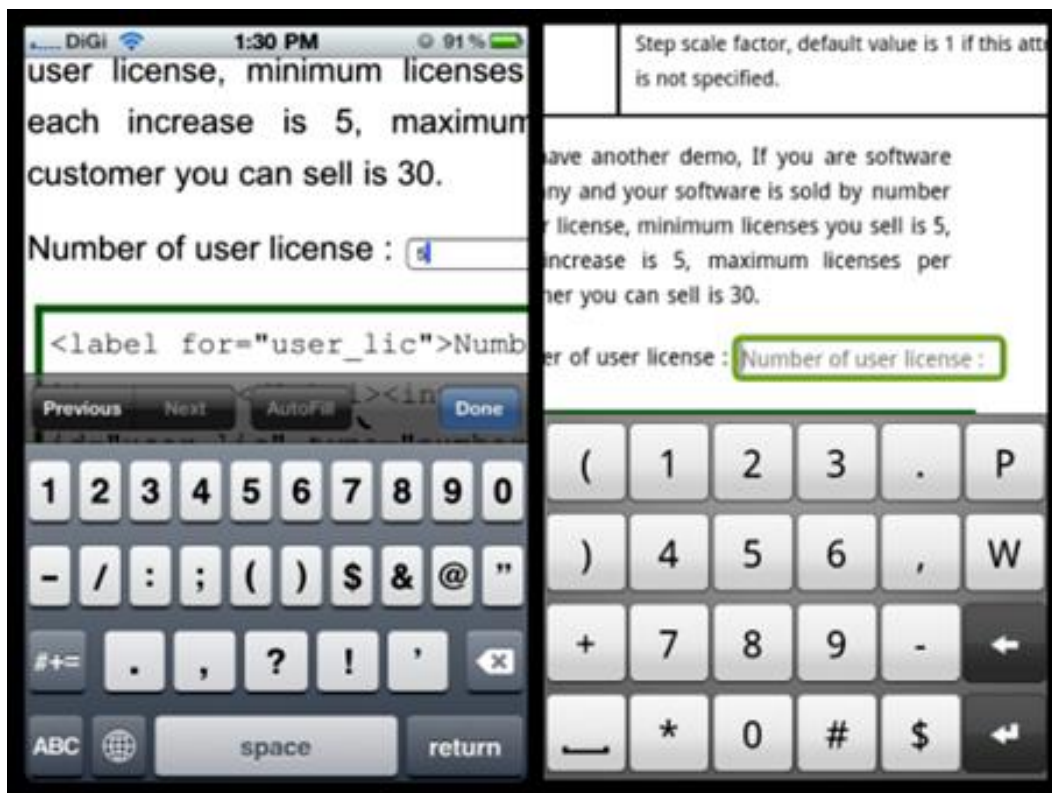 DiGi 1:30 PM 91%
user license, minimum licenses
each increase is 5, maximum
customer you can sell is 30.
Number of user license : 5
<label for="user_lic">Numb
Previous Next AutoFill Done
1 2 3 4 5 6 7 8 9 0
- / : ; ( ) $ & @ "
#+= . , ? ! '
ABC space return
Step scale factor, default value is 1 if this attr
is not specified.
ave another demo, If you are software
ny and your software is sold by number
r license, minimum licenses you sell is 5,
increase is 5, maximum licenses per
her you can sell is 30.
er of user license : Number of user license :
( 1 2 3 . P
) 4 5 6 , W
+ 7 8 9 -
* 0 # $